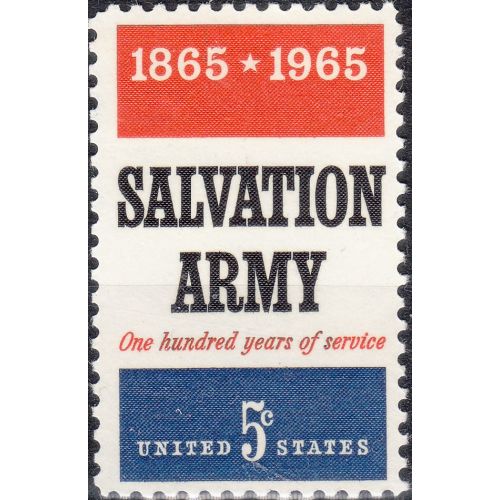 1865 ★ 1965
SALVATION
ARMY
One hundred years of service
UNITED 5c STATES